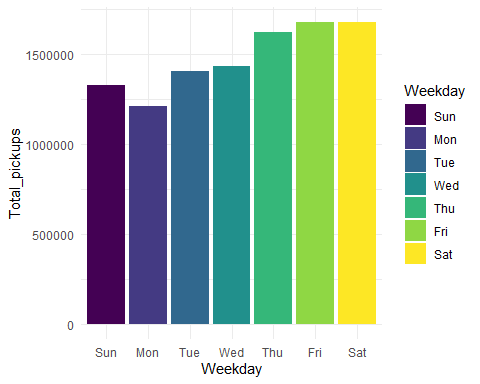 Total_pickups
1500000
1000000
500000
0
Sun Mon Tue Wed Thu Fri Sat
Weekday
Weekday
Sun
Mon
Tue
Wed
Thu
Fri
Sat